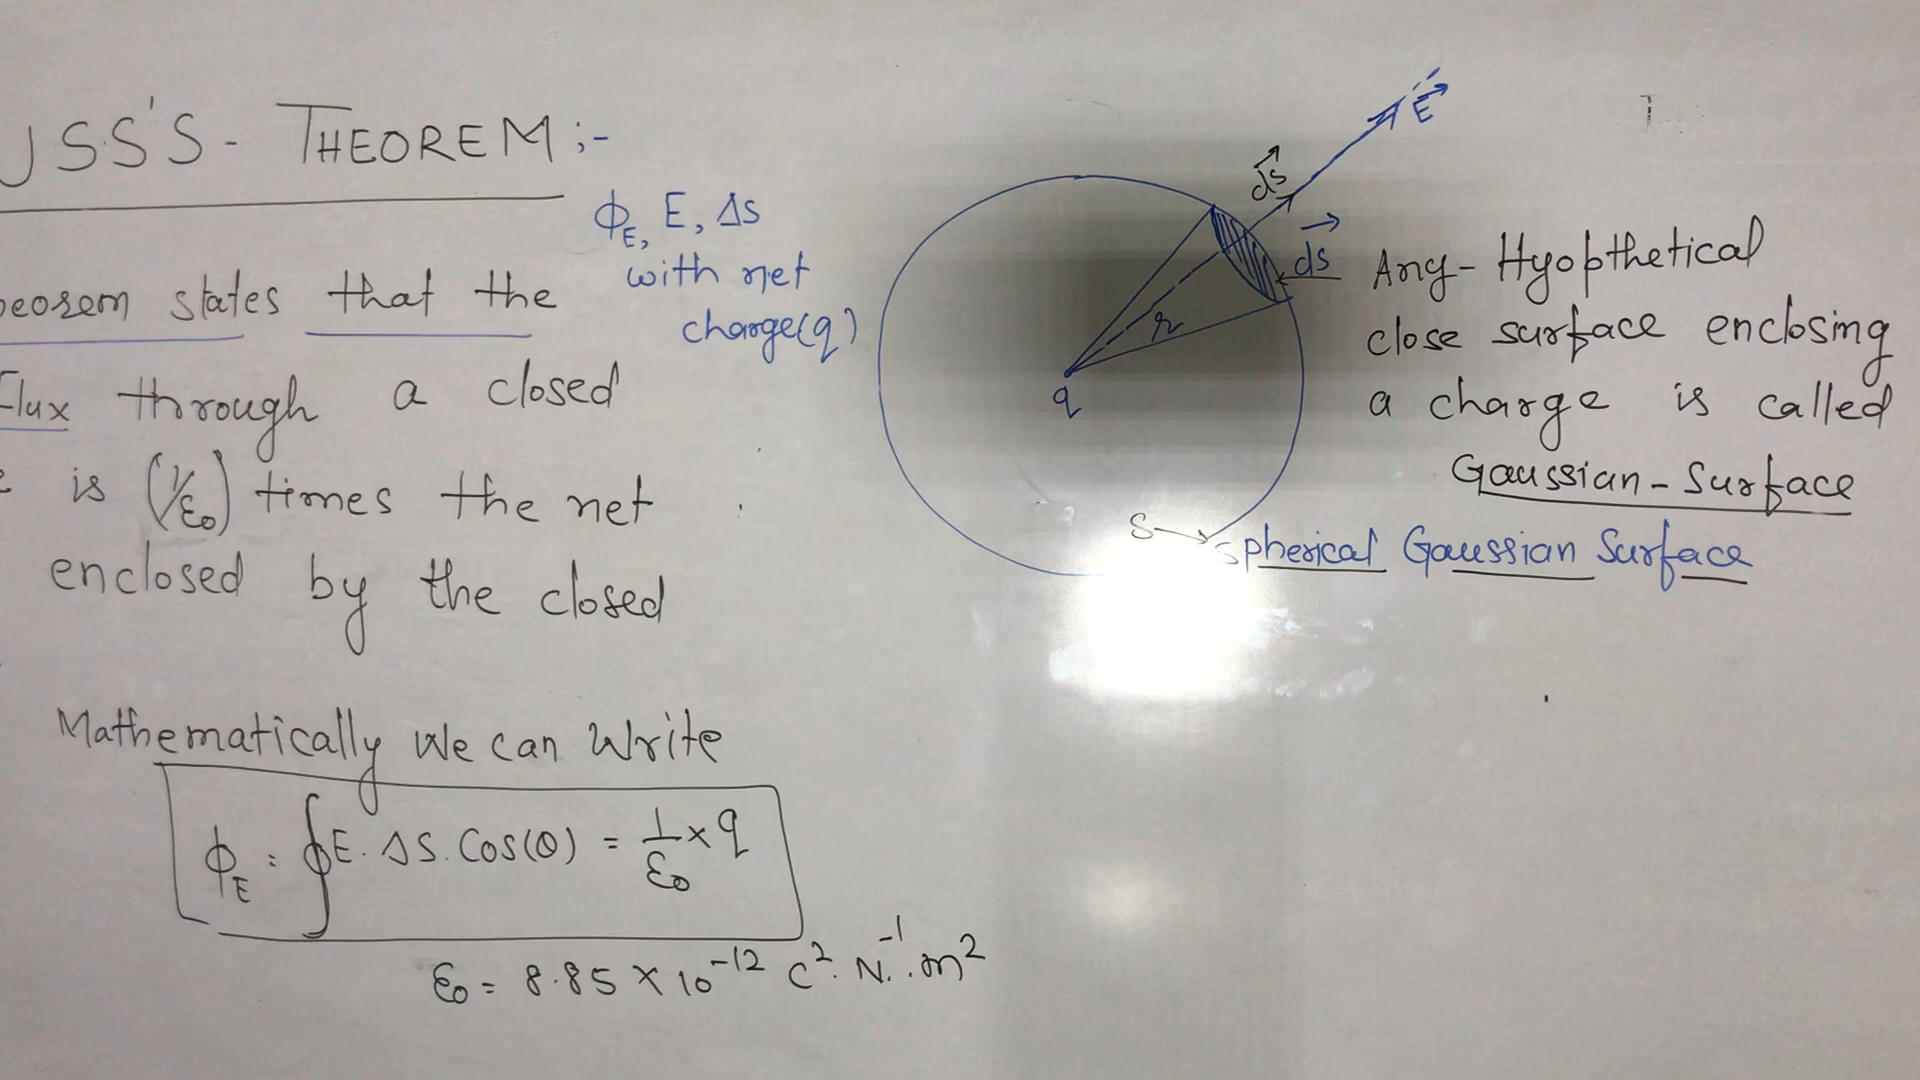 USS'S - THEOREM :-
ΦE, E, ΔS
with net
charge(q)
eorem states that the
Flux through a closed
is (1/ε0) times the net
enclosed by the closed
Mathematically We can Write
ΦE = ∮E. ΔS. Cos(θ) = 1/ε0 × q
ε0 = 8.85 × 10⁻¹² C². N⁻¹. m²
E⃗
ds⃗
ds⃗
r
q
S
Any - Hyopthetical
close surface enclosing
a charge is called
Gaussian - Surface
Spherical Gaussian Surface